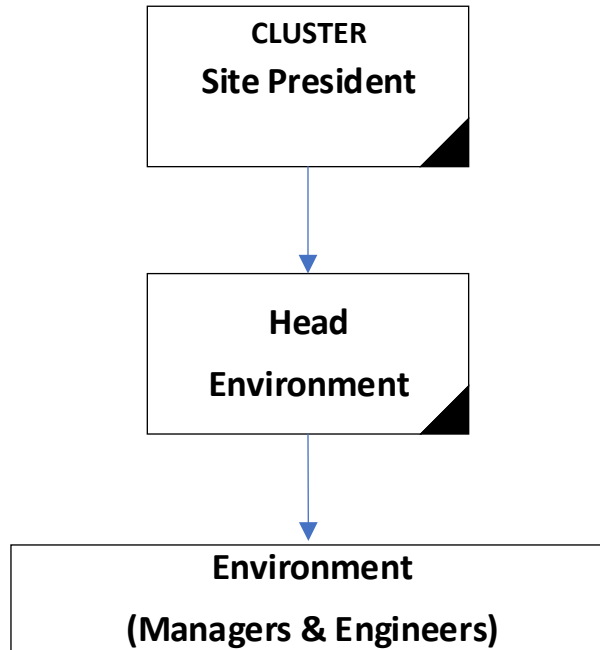 CLUSTER
Site President
Head
Environment
Environment
(Managers & Engineers)